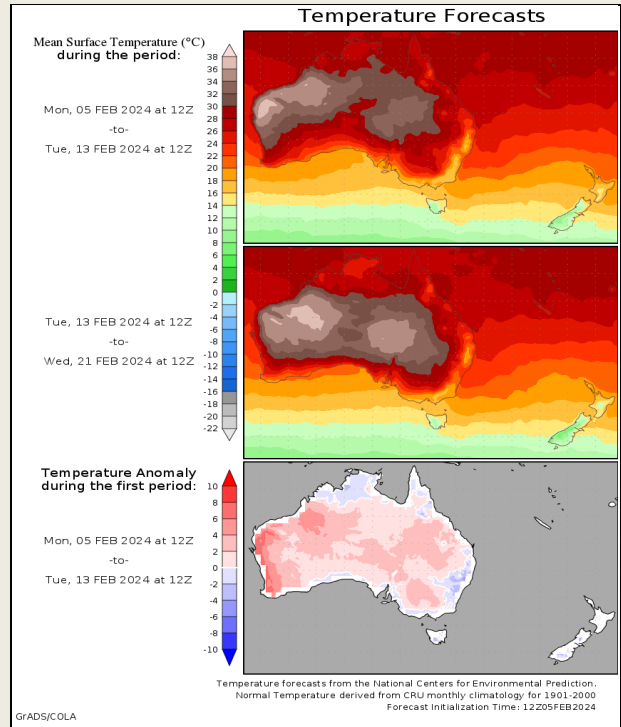 Temperature Forecasts
Mean Surface Temperature (°C)
during the period:
38
36
34
32
30
28
26
24
22
20
18
16
14
12
10
8
6
4
2
0
-2
-4
-6
-8
-10
-12
-14
-16
-18
-20
-22
Mon, 05 FEB 2024 at 12Z
-to-
Tue, 13 FEB 2024 at 12Z
Tue, 13 FEB 2024 at 12Z
-to-
Wed, 21 FEB 2024 at 12Z
Temperature Anomaly
during the first period:
10
8
6
4
2
0
-2
-4
-6
-8
-10
Mon, 05 FEB 2024 at 12Z
-to-
Tue, 13 FEB 2024 at 12Z
Temperature forecasts from the National Centers for Environmental Prediction.
Normal Temperature derived from CRU monthly climatology for 1901-2000
Forecast Initialization Time: 12Z05FEB2024
GrADS/COLA